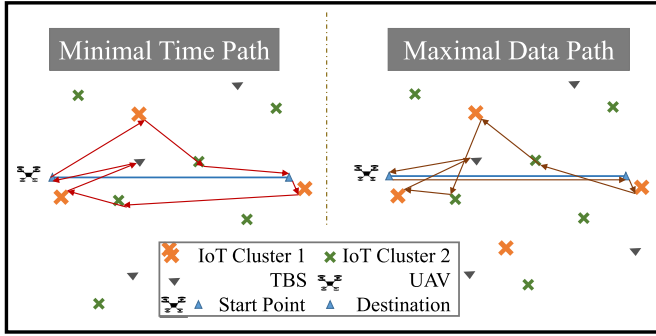 Minimal Time Path
Maximal Data Path
IoT Cluster 1 IoT Cluster 2
TBS UAV
Start Point Destination